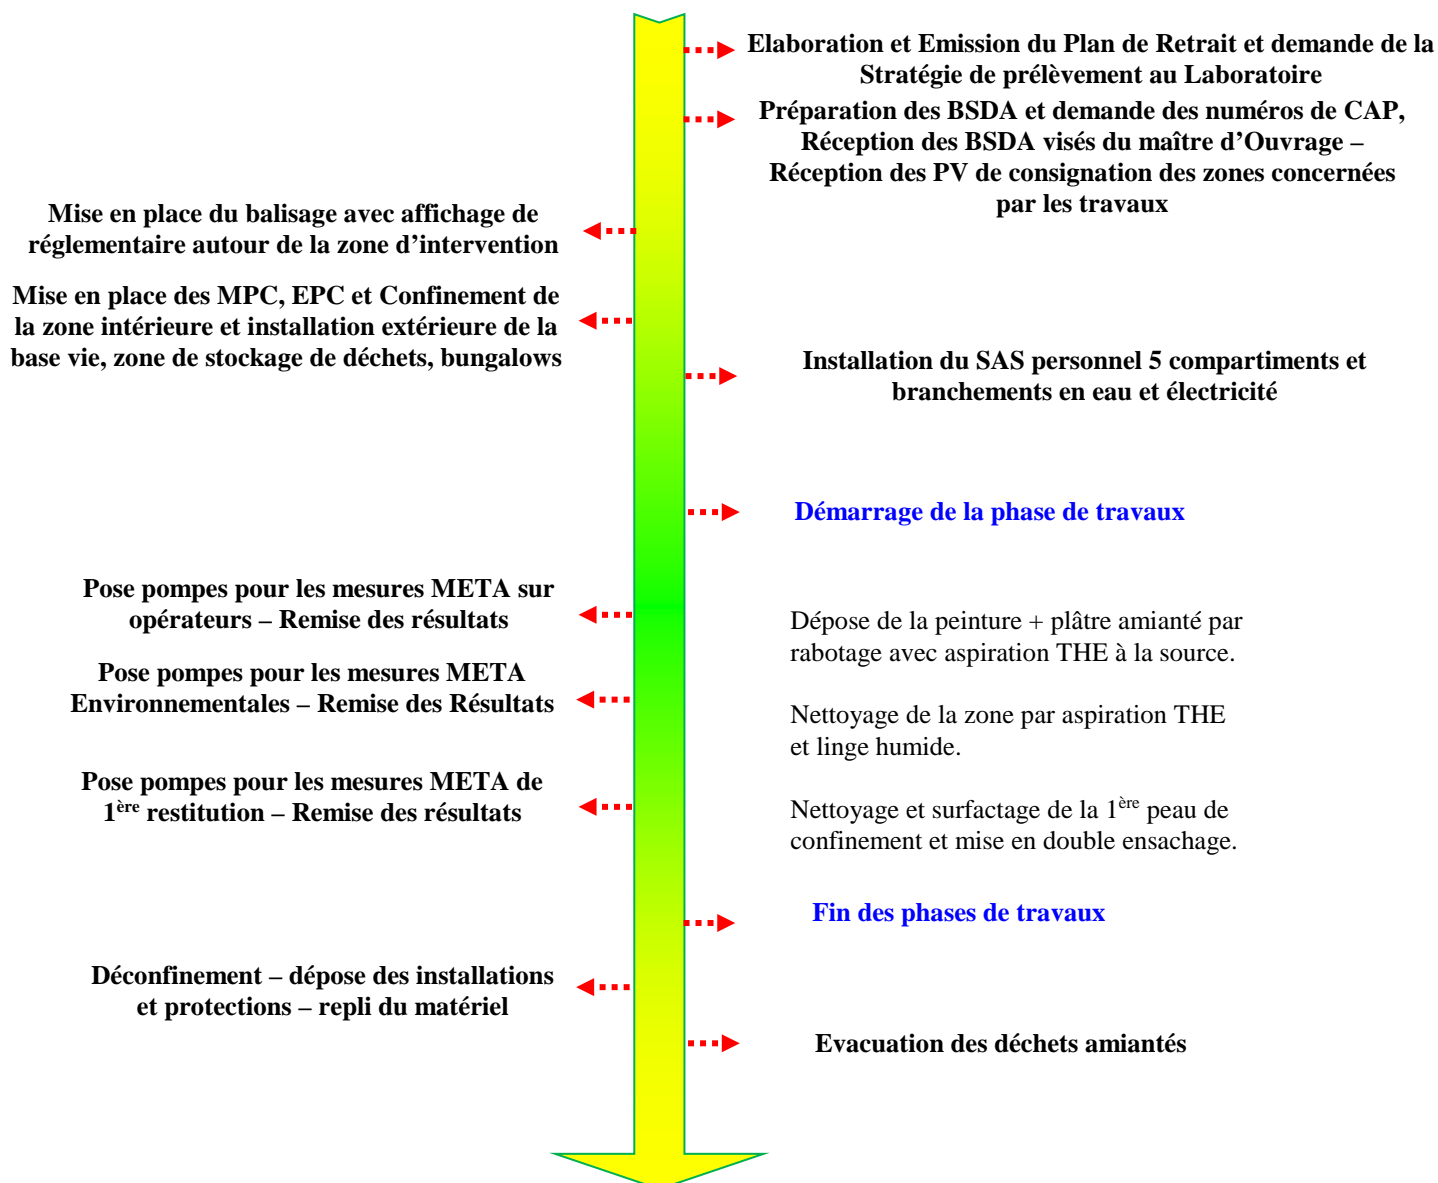 Elaboration et Emission du Plan de Retrait et demande de la
Stratégie de prélèvement au Laboratoire
Préparation des BSDA et demande des numéros de CAP,
Réception des BSDA visés du maître d’Ouvrage –
Réception des PV de consignation des zones concernées
par les travaux
Mise en place du balisage avec affichage de
réglementaire autour de la zone d’intervention
Mise en place des MPC, EPC et Confinement de
la zone intérieure et installation extérieure de la
base vie, zone de stockage de déchets, bungalows
Installation du SAS personnel 5 compartiments et
branchements en eau et électricité
Démarrage de la phase de travaux
Pose pompes pour les mesures META sur
opérateurs – Remise des résultats
Dépose de la peinture + plâtre amianté par
rabotage avec aspiration THE à la source.
Pose pompes pour les mesures META
Environnementales – Remise des Résultats
Nettoyage de la zone par aspiration THE
et linge humide.
Pose pompes pour les mesures META de
1ère restitution – Remise des résultats
Nettoyage et surfactage de la 1ère peau de
confinement et mise en double ensachage.
Fin des phases de travaux
Déconfinement – dépose des installations
et protections – repli du matériel
Evacuation des déchets amiantés